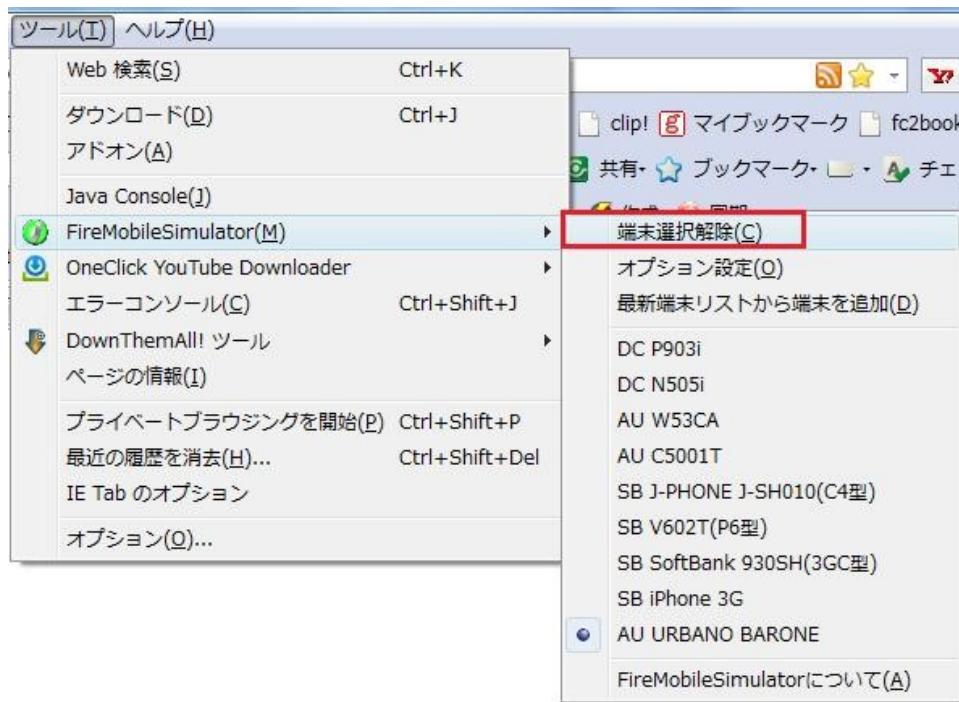 ツール(T) ヘルプ(H)
Web 検索(S) Ctrl+K
ダウンロード(D) Ctrl+J
アドオン(A)
Java Console(J)
FireMobileSimulator(M)
OneClick YouTube Downloader
エラーコンソール(C) Ctrl+Shift+J
DownThemAll! ツール
ページの情報(I)
プライベートブラウジングを開始(P) Ctrl+Shift+P
最近の履歴を消去(H)... Ctrl+Shift+Del
IE Tab のオプション
オプション(O)...
clip! マイブックマーク fc2book
共有 ブックマーク チェ
端末選択解除(C)
オプション設定(O)
最新端末リストから端末を追加(D)
DC P903i
DC N505i
AU W53CA
AU C5001T
SB J-PHONE J-SH010(C4型)
SB V602T(P6型)
SB SoftBank 930SH(3GC型)
SB iPhone 3G
AU URBANO BARONE
FireMobileSimulatorについて(A)